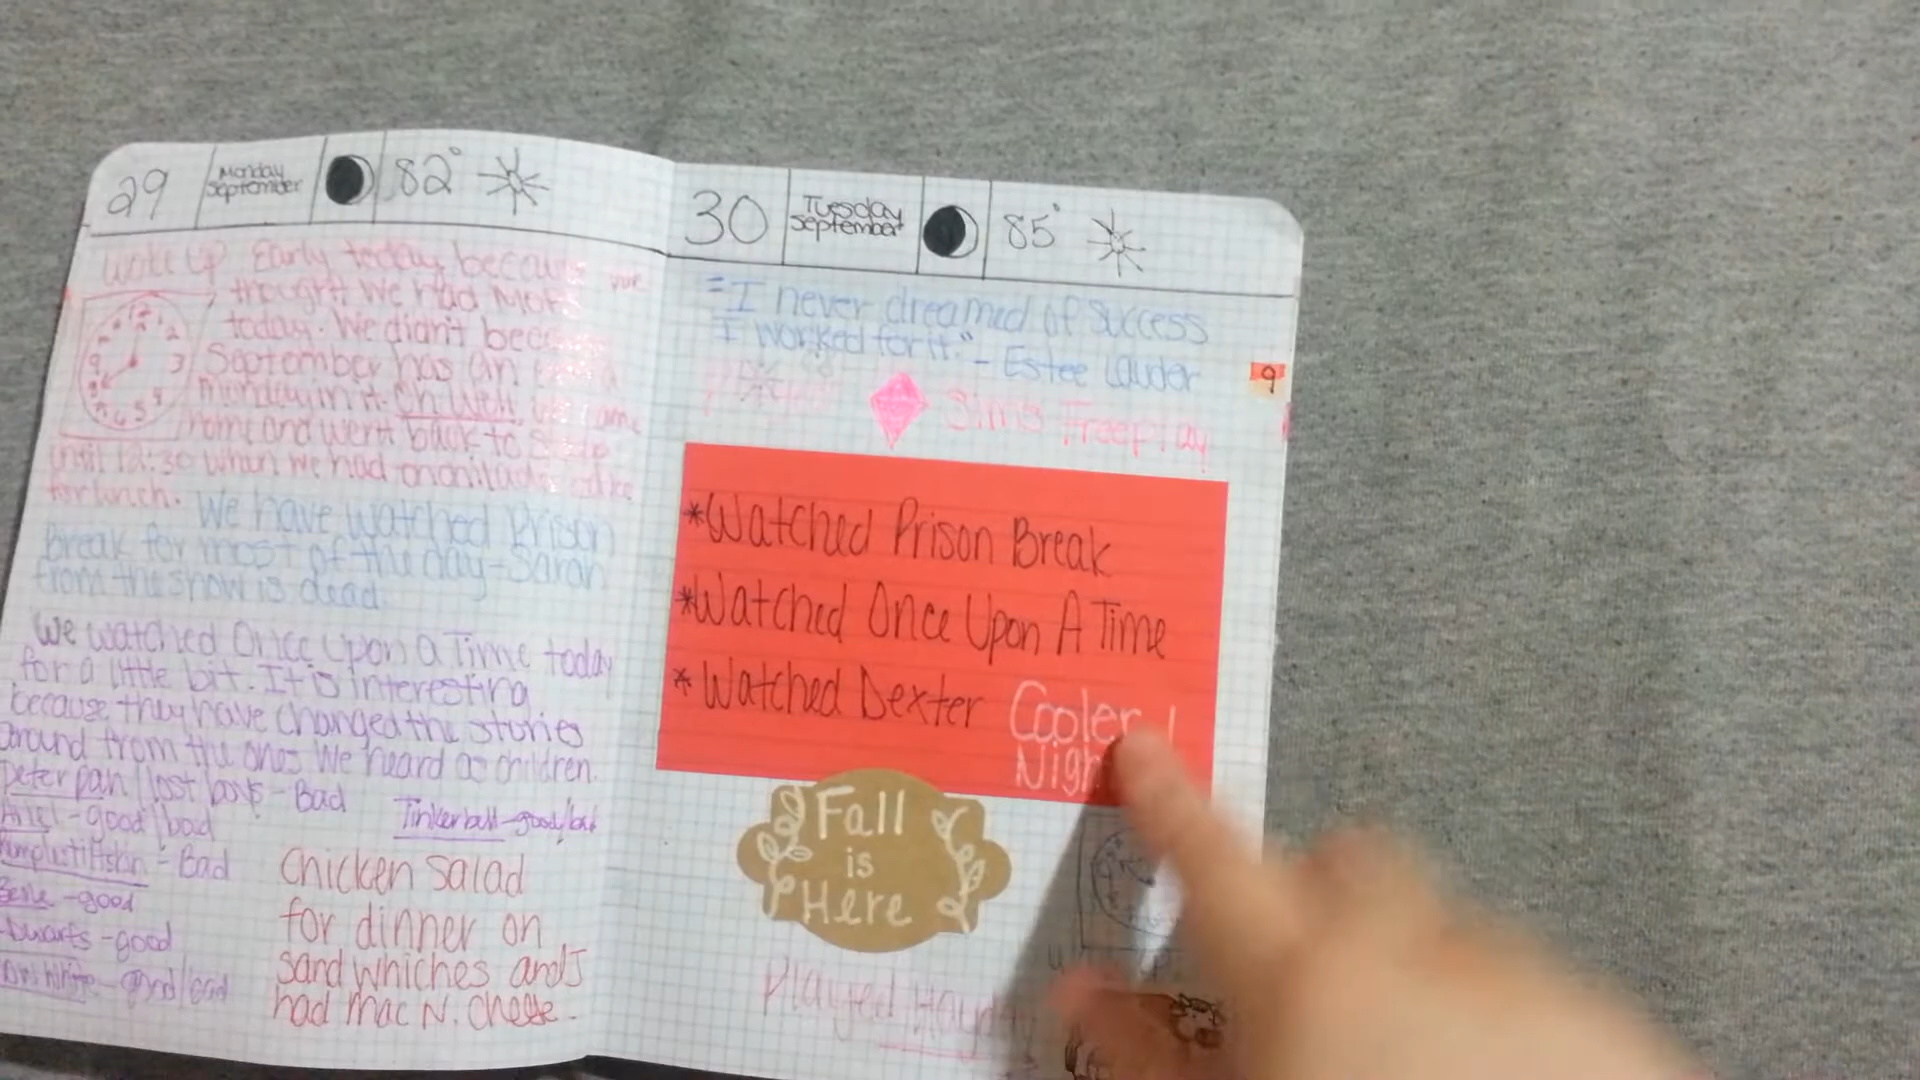 29 Monday September 82°
Woke up Early today because we
thought we had MOPS
today. We didn't
September has an extra
Monday in it. Oh well, we came
home and went back to sleep
until 12:30 when we had
for lunch. We have watched Prison
Break for most of the day - Sarah
from the show is dead.
We watched Once Upon a Time today
for a little bit. It is interesting
because they have changed the stories
around from the ones we heard as children.
Peter pan/lost boys - Bad
Ariel - good/bad
Tinkerbell - good/bad
Rumplestiltskin - Bad
Belle - good
Dwarfs - good
good/bad
Chicken Salad
for dinner on
sandwhiches and I
had mac N. cheese.
30 Tuesday September 85°
"I never dreamed of success
I worked for it." - Estee Lauder
Sims Freeplay
9
*Watched Prison Break
*Watched Once Upon A Time
*Watched Dexter
Cooler
Fall
is
Here
Played